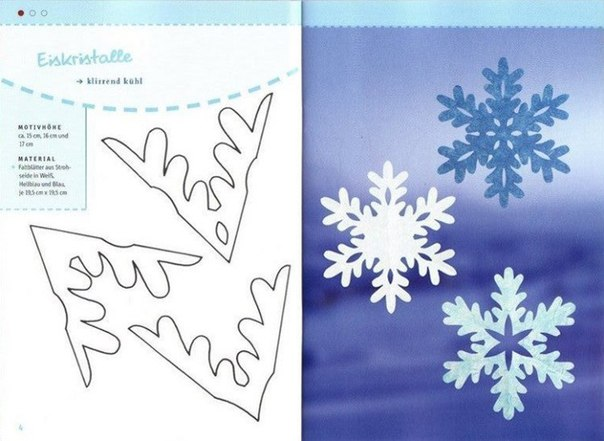 Eiskristalle
→ klirrend kühl
MOTIVHÖHE
ca. 15 cm, 16 cm und
17 cm
MATERIAL
Faltblätter aus Stroh-
seide in Weiß,
Hellblau und Blau,
je 19,5 cm x 19,5 cm
4